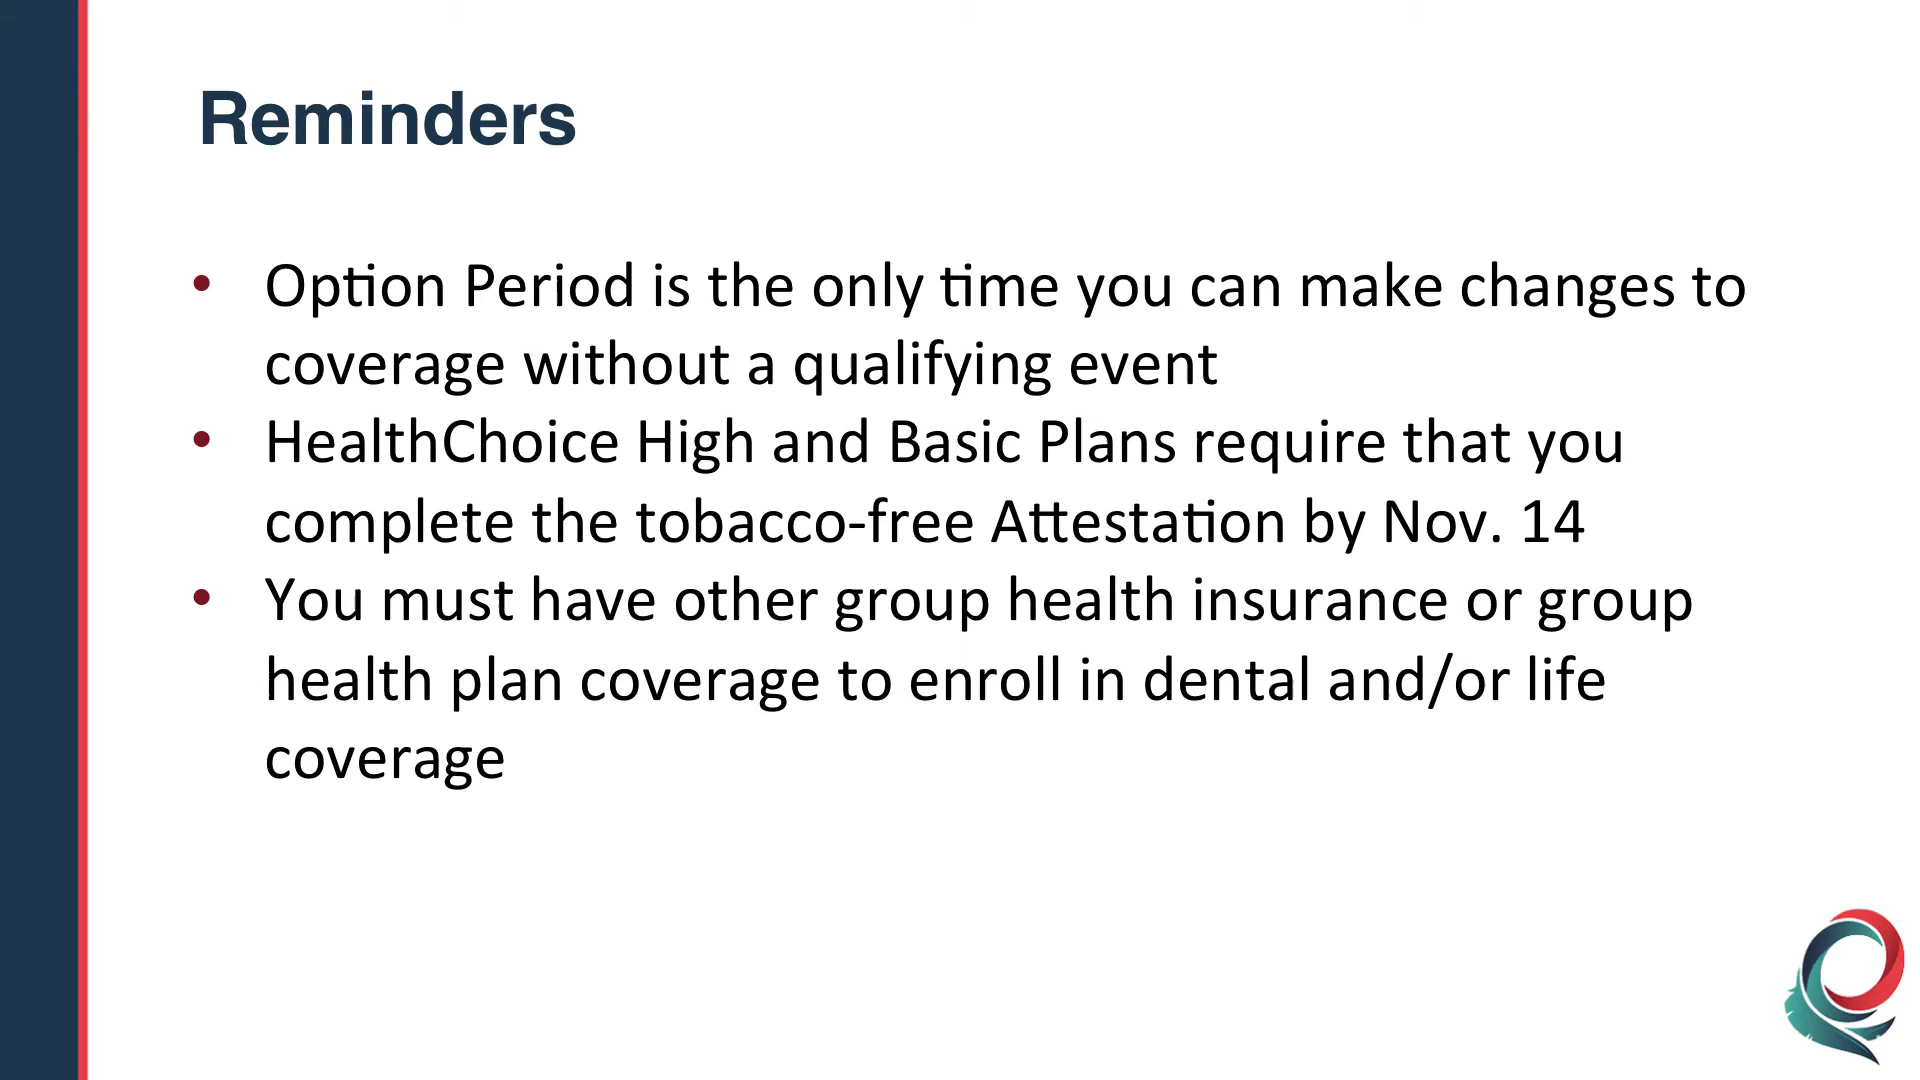 Reminders
• Option Period is the only time you can make changes to
coverage without a qualifying event
• HealthChoice High and Basic Plans require that you
complete the tobacco-free Attestation by Nov. 14
• You must have other group health insurance or group
health plan coverage to enroll in dental and/or life
coverage